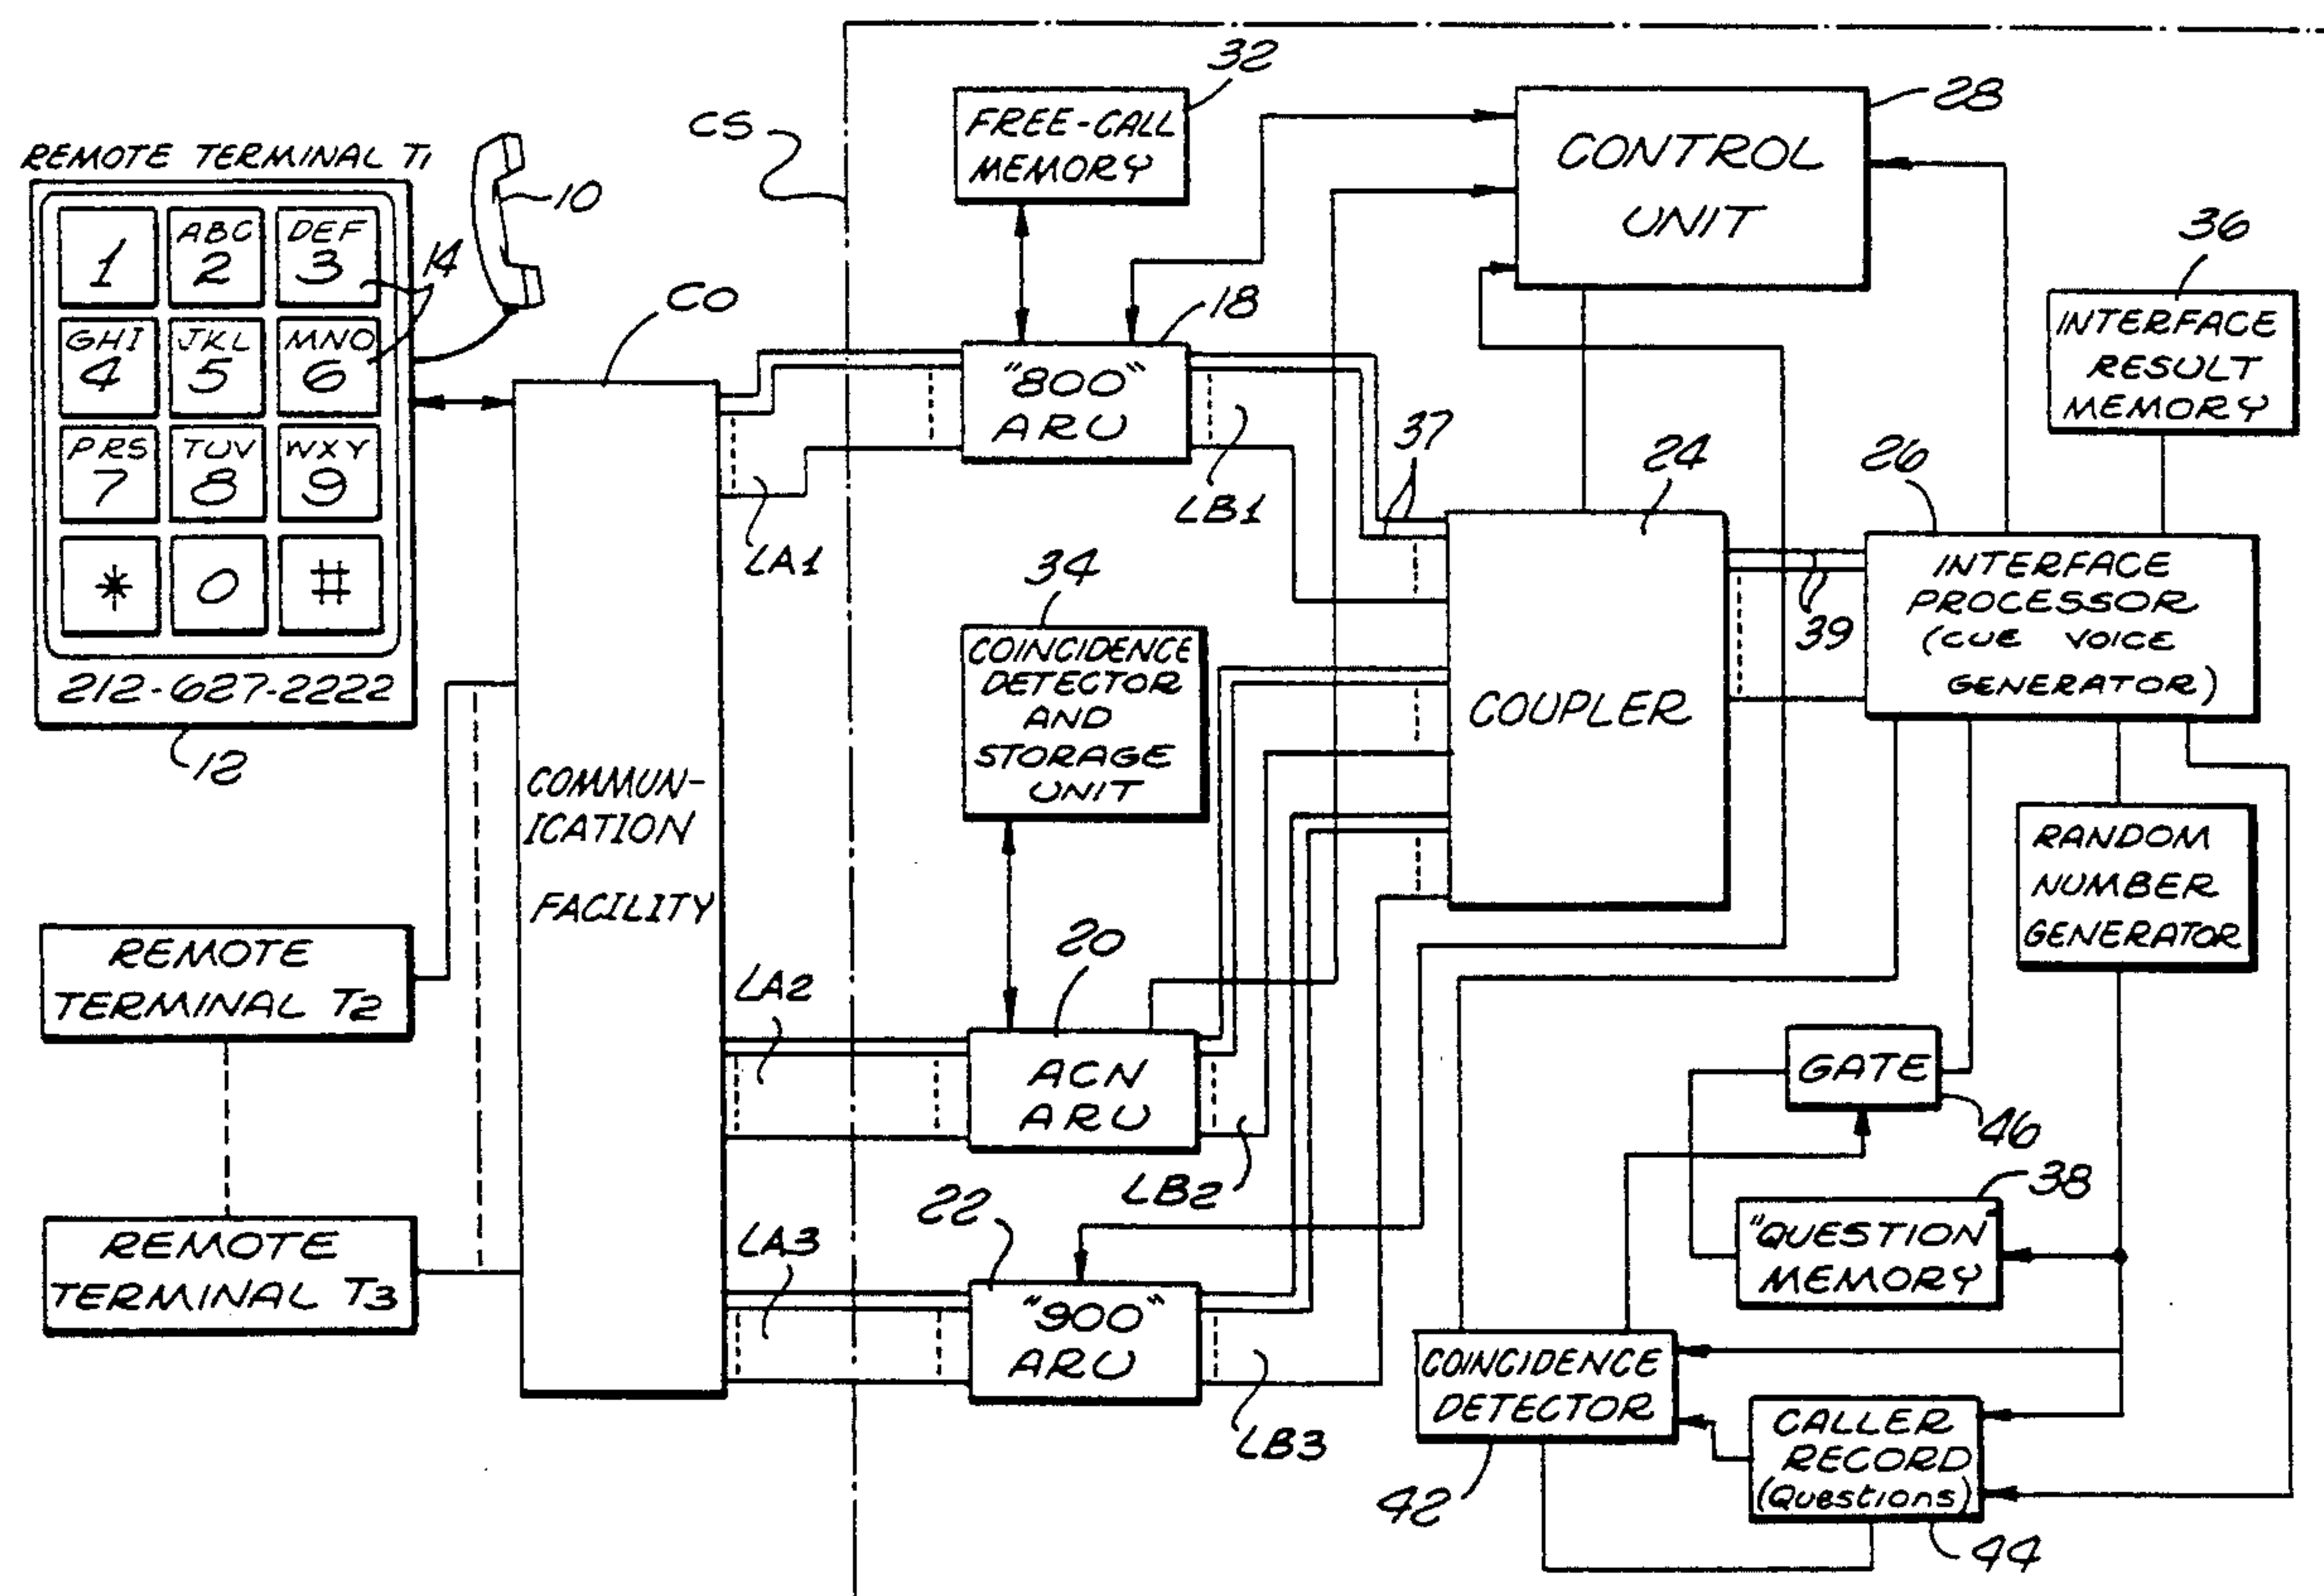 REMOTE TERMINAL T1
1
ABC
2
DEF
3
GHI
4
JKL
5
MNO
6
PRS
7
TUV
8
WXY
9
*
0
#
212-627-2222
12
14
10
REMOTE
TERMINAL T2
REMOTE
TERMINAL T3
CO
COMMUN-
ICATION
FACILITY
CS
LA1
LA2
LA3
32
FREE-CALL
MEMORY
18
"800"
ARU
LB1
34
COINCIDENCE
DETECTOR
AND
STORAGE
UNIT
20
ACN
ARU
LB2
22
"900"
ARU
LB3
28
CONTROL
UNIT
37
24
COUPLER
39
36
INTERFACE
RESULT
MEMORY
26
INTERFACE
PROCESSOR
(CUE VOICE
GENERATOR)
RANDOM
NUMBER
GENERATOR
GATE
46
38
"QUESTION
MEMORY
COINCIDENCE
DETECTOR
42
CALLER
RECORD
(Questions)
44